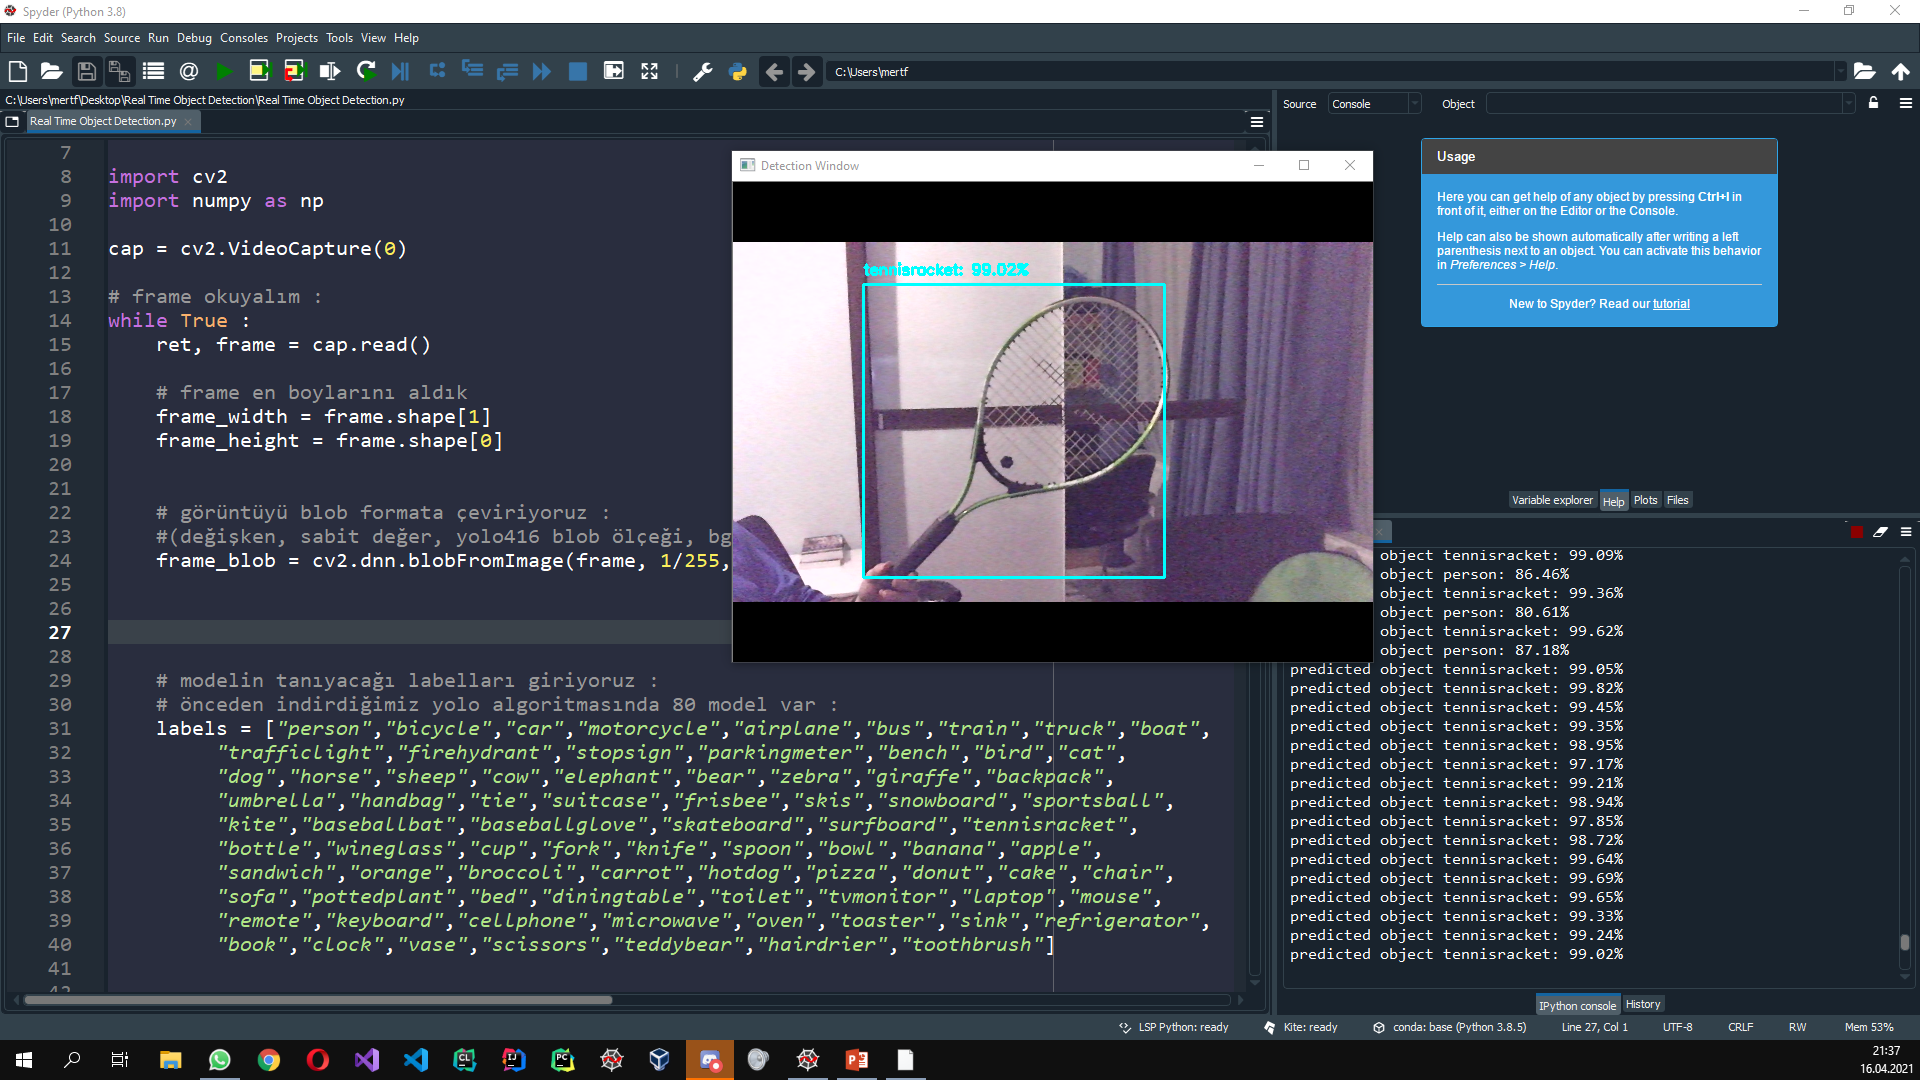 Spyder (Python 3.8)
File Edit Search Source Run Debug Consoles Projects Tools View Help
C:\Users\mertf
C:\Users\mertf\Desktop\Real Time Object Detection\Real Time Object Detection.py
Real Time Object Detection.py
7
8 import cv2
9 import numpy as np
10
11 cap = cv2.VideoCapture(0)
12
13 # frame okuyalım :
14 while True :
15 ret, frame = cap.read()
16
17 # frame en boylarını aldık
18 frame_width = frame.shape[1]
19 frame_height = frame.shape[0]
20
21
22 # görüntüyü blob formata çeviriyoruz :
23 #(değişken, sabit değer, yolo416 blob ölçeği, bg
24 frame_blob = cv2.dnn.blobFromImage(frame, 1/255,
25
26
27
28
29 # modelin tanıyacağı labelları giriyoruz :
30 # önceden indirdiğimiz yolo algoritmasında 80 model var :
31 labels = ["person","bicycle","car","motorcycle","airplane","bus","train","truck","boat",
32 "trafficlight","firehydrant","stopsign","parkingmeter","bench","bird","cat",
33 "dog","horse","sheep","cow","elephant","bear","zebra","giraffe","backpack",
34 "umbrella","handbag","tie","suitcase","frisbee","skis","snowboard","sportsball",
35 "kite","baseballbat","baseballglove","skateboard","surfboard","tennisracket",
36 "bottle","wineglass","cup","fork","knife","spoon","bowl","banana","apple",
37 "sandwich","orange","broccoli","carrot","hotdog","pizza","donut","cake","chair",
38 "sofa","pottedplant","bed","diningtable","toilet","tvmonitor","laptop","mouse",
39 "remote","keyboard","cellphone","microwave","oven","toaster","sink","refrigerator",
40 "book","clock","vase","scissors","teddybear","hairdrier","toothbrush"]
41
Detection Window
tennisracket: 99.02%
Source Console Object
Usage
Here you can get help of any object by pressing Ctrl+I in
front of it, either on the Editor or the Console.
Help can also be shown automatically after writing a left
parenthesis next to an object. You can activate this behavior
in Preferences > Help.
New to Spyder? Read our tutorial
Variable explorer Help Plots Files
object tennisracket: 99.09%
object person: 86.46%
object tennisracket: 99.36%
object person: 80.61%
object tennisracket: 99.62%
object person: 87.18%
predicted object tennisracket: 99.05%
predicted object tennisracket: 99.82%
predicted object tennisracket: 99.45%
predicted object tennisracket: 99.35%
predicted object tennisracket: 98.95%
predicted object tennisracket: 97.17%
predicted object tennisracket: 99.21%
predicted object tennisracket: 98.94%
predicted object tennisracket: 97.85%
predicted object tennisracket: 98.72%
predicted object tennisracket: 99.64%
predicted object tennisracket: 99.69%
predicted object tennisracket: 99.65%
predicted object tennisracket: 99.33%
predicted object tennisracket: 99.24%
predicted object tennisracket: 99.02%
IPython console History
LSP Python: ready Kite: ready conda: base (Python 3.8.5) Line 27, Col 1 UTF-8 CRLF RW Mem 53%
21:37
16.04.2021